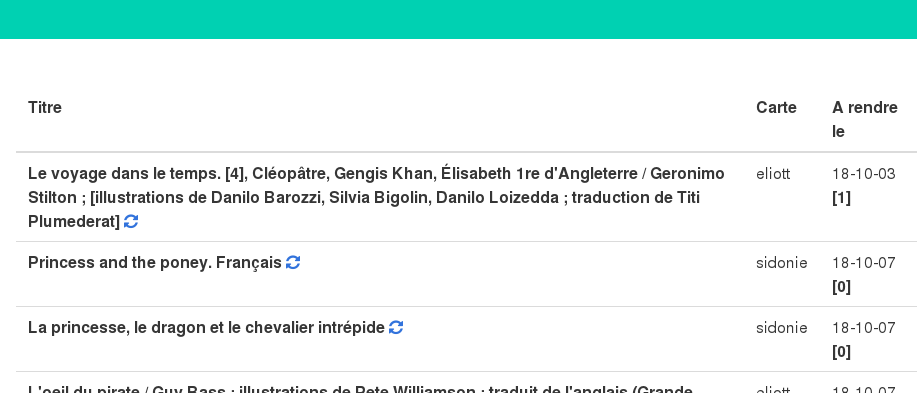 Titre Carte A rendre
le
Le voyage dans le temps. [4], Cléopâtre, Gengis Khan, Élisabeth 1re d'Angleterre / Geronimo eliott 18-10-03
Stilton ; [illustrations de Danilo Barozzi, Silvia Bigolin, Danilo Loizedda ; traduction de Titi [1]
Plumederat]
Princess and the poney. Français sidonie 18-10-07
[0]
La princesse, le dragon et le chevalier intrépide sidonie 18-10-07
[0]
L'oeil du pirate / Guy Bass ; illustrations de Pete Williamson ; traduit de l'anglais (Grande eliott 18-10-07